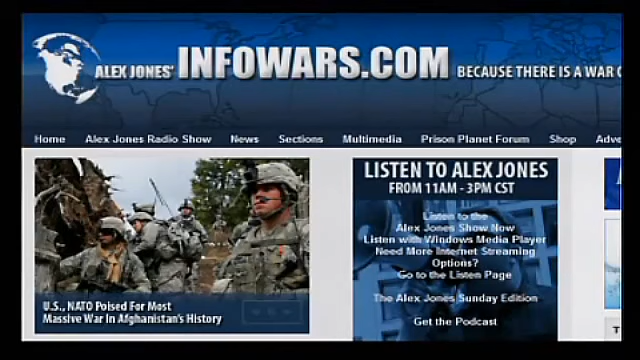 ALEX JONES' INFOWARS.COM BECAUSE THERE IS A WAR
Home Alex Jones Radio Show News Sections Multimedia Prison Planet Forum Shop
LISTEN TO ALEX JONES
FROM 11AM - 3PM CST
Listen to the
Alex Jones Show Now
Listen with Windows Media Player
Need More Internet Streaming
Options?
Go to the Listen Page
The Alex Jones Sunday Edition
Get the Podcast
U.S., NATO Poised For Most
Massive War In Afghanistan's History